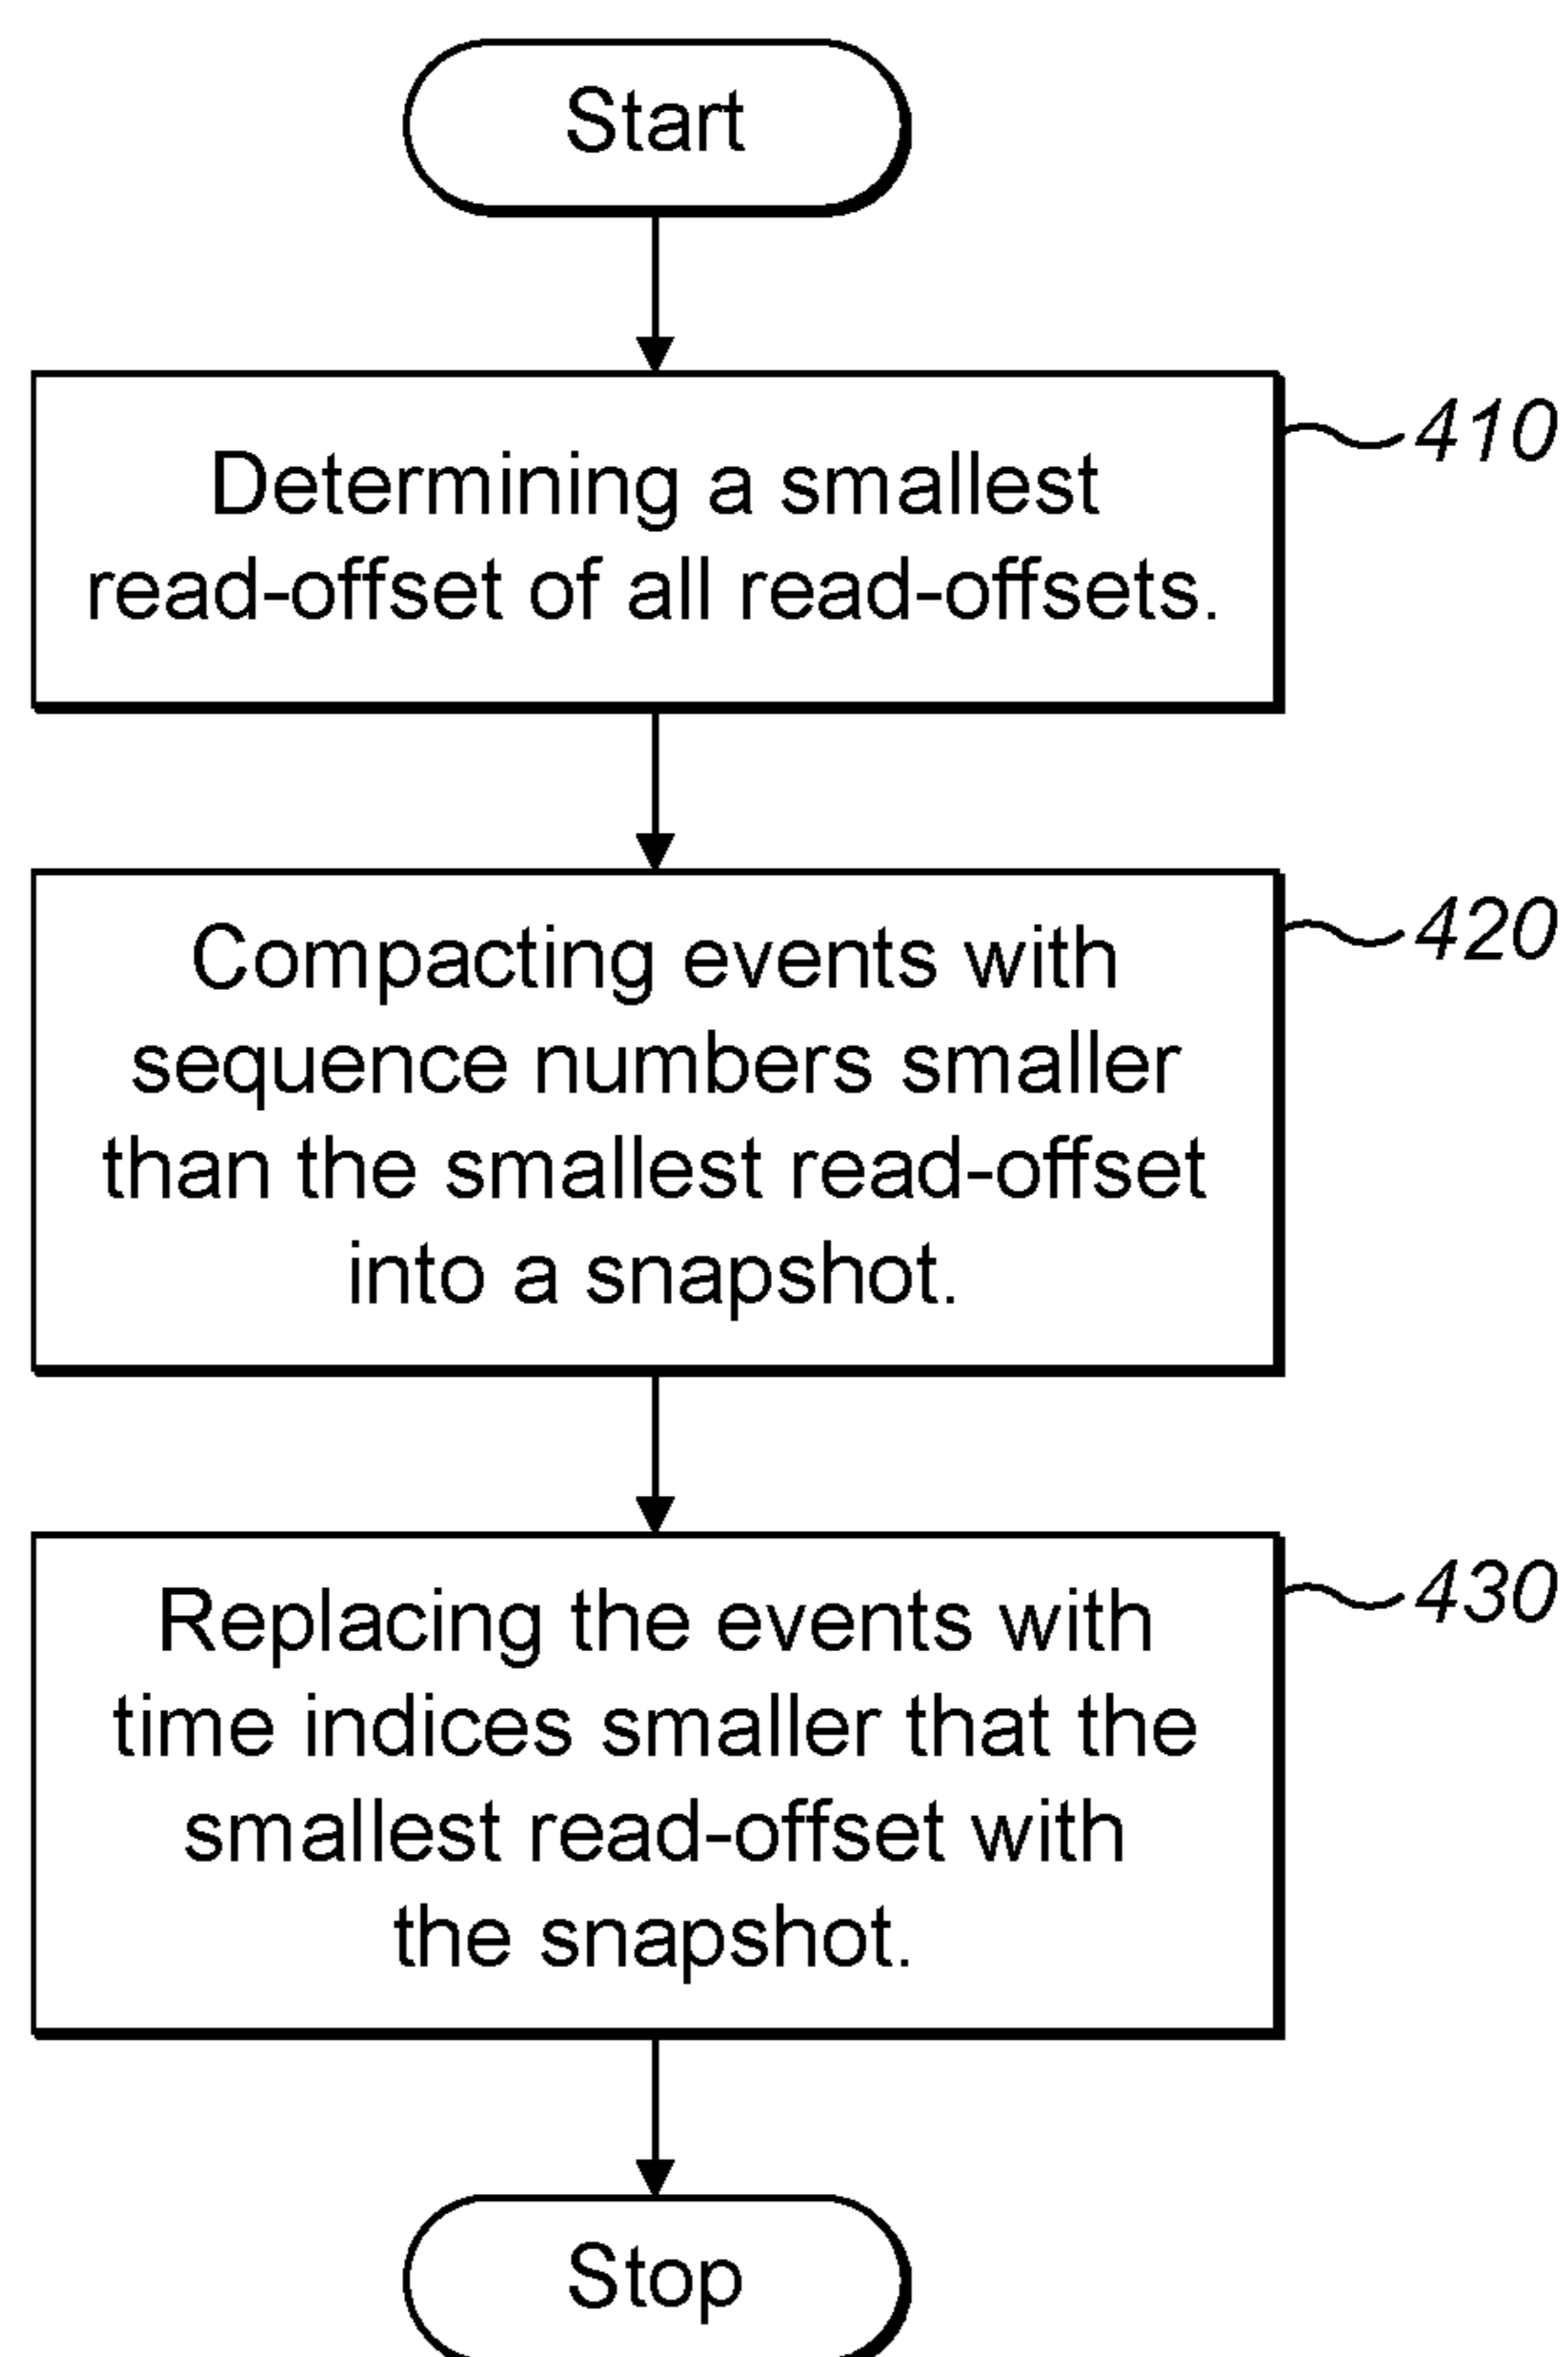 Start
410
Determining a smallest
read-offset of all read-offsets.
420
Compacting events with
sequence numbers smaller
than the smallest read-offset
into a snapshot.
430
Replacing the events with
time indices smaller that the
smallest read-offset with
the snapshot.
Stop